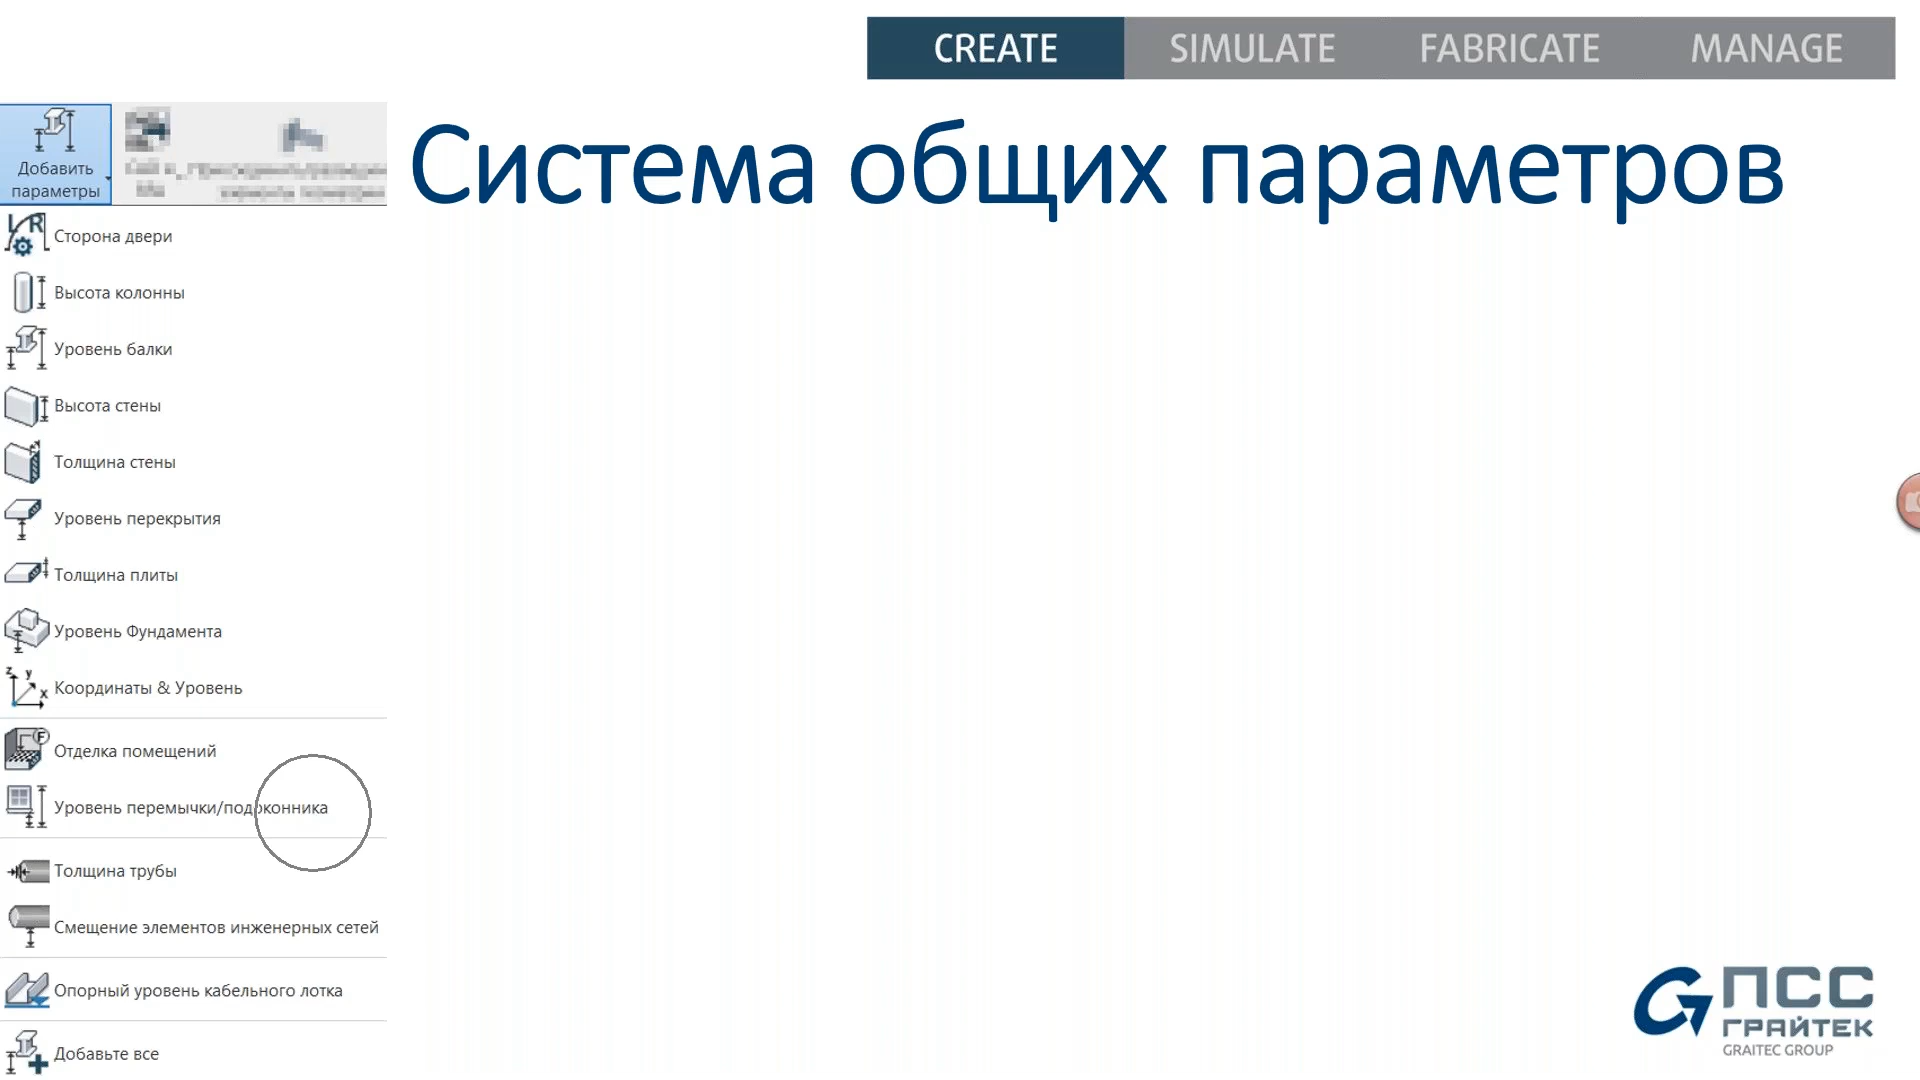 CREATE SIMULATE FABRICATE MANAGE
Добавить
параметры
Система общих параметров
Сторона двери
Высота колонны
Уровень балки
Высота стены
Толщина стены
Уровень перекрытия
Толщина плиты
Уровень Фундамента
Координаты & Уровень
Отделка помещений
Уровень перемычки/подоконника
Толщина трубы
Смещение элементов инженерных сетей
Опорный уровень кабельного лотка
Добавьте все
ПСС
ГРАЙТЕК
GRAITEC GROUP